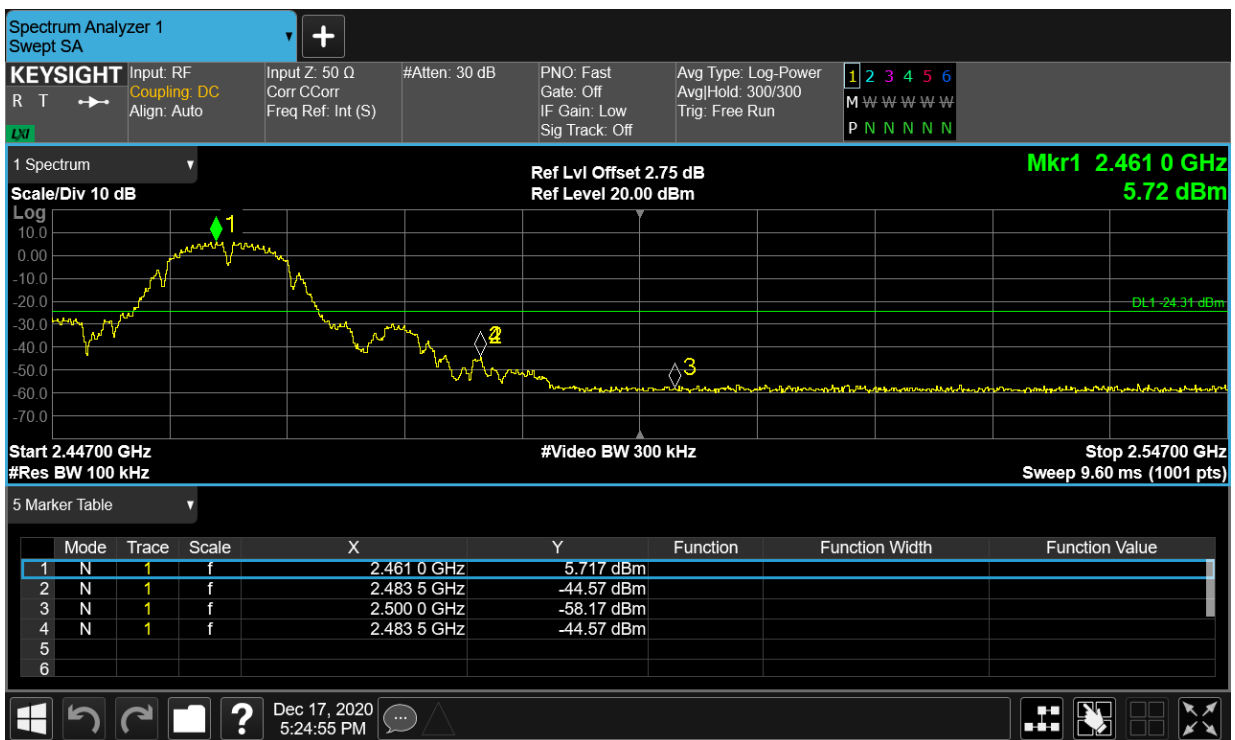 Spectrum Analyzer 1
Swept SA
+
KEYSIGHT Input: RF Input Z: 50 Ω #Atten: 30 dB PNO: Fast Avg Type: Log-Power 1 2 3 4 5 6
R T Coupling: DC Corr CCorr Gate: Off Avg|Hold: 300/300 M W W W W W
Align: Auto Freq Ref: Int (S) IF Gain: Low Trig: Free Run
LXI Sig Track: Off P N N N N N
1 Spectrum Ref Lvl Offset 2.75 dB Mkr1 2.461 0 GHz
Scale/Div 10 dB Ref Level 20.00 dBm 5.72 dBm
Log
1
10.0
0.00
-10.0
-20.0
DL1 -24.31 dBm
-30.0
2
-40.0
3
-50.0
-60.0
-70.0
Start 2.44700 GHz #Video BW 300 kHz Stop 2.54700 GHz
#Res BW 100 kHz Sweep 9.60 ms (1001 pts)
5 Marker Table
Mode Trace Scale X Y Function Function Width Function Value
1 N 1 f 2.461 0 GHz 5.717 dBm
2 N 1 f 2.483 5 GHz -44.57 dBm
3 N 1 f 2.500 0 GHz -58.17 dBm
4 N 1 f 2.483 5 GHz -44.57 dBm
5
6
? Dec 17, 2020
5:24:55 PM